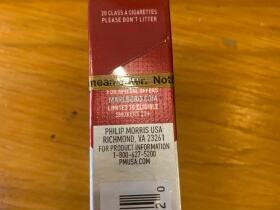 20 CLASS A CIGARETTES
PLEASE DON'T LITTER
FOR SPECIAL OFFERS
MARLBORO.COM
LIMITED TO ELIGIBLE
SMOKERS 21+
PHILIP MORRIS USA
RICHMOND, VA 23261
FOR PRODUCT INFORMATION
1-800-627-5200
PMUSA.COM
20